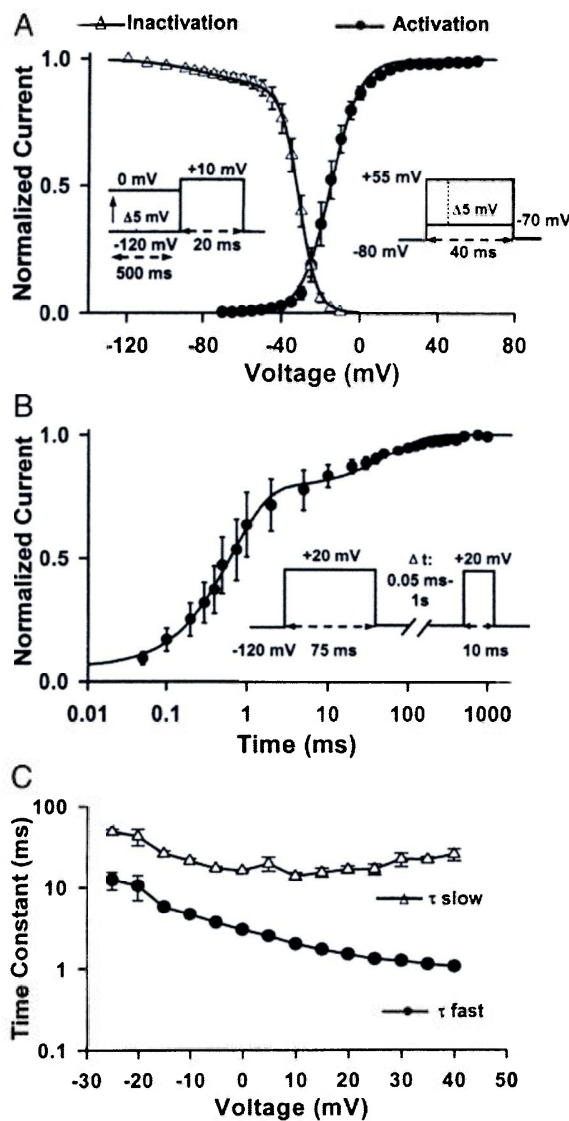 A
Inactivation
Activation
Normalized Current
1.0
0.5
0.0
0 mV
+10 mV
Δ5 mV
-120 mV
20 ms
500 ms
+55 mV
Δ5 mV
-70 mV
-80 mV
40 ms
-120 -80 -40 0 40 80
Voltage (mV)
B
Normalized Current
1.0
0.5
0.0
+20 mV
Δ t:
0.05 ms-
1s
+20 mV
-120 mV
75 ms
10 ms
0.01 0.1 1 10 100 1000
Time (ms)
C
Time Constant (ms)
100
10
1
0.1
τ slow
τ fast
-30 -20 -10 0 10 20 30 40 50
Voltage (mV)